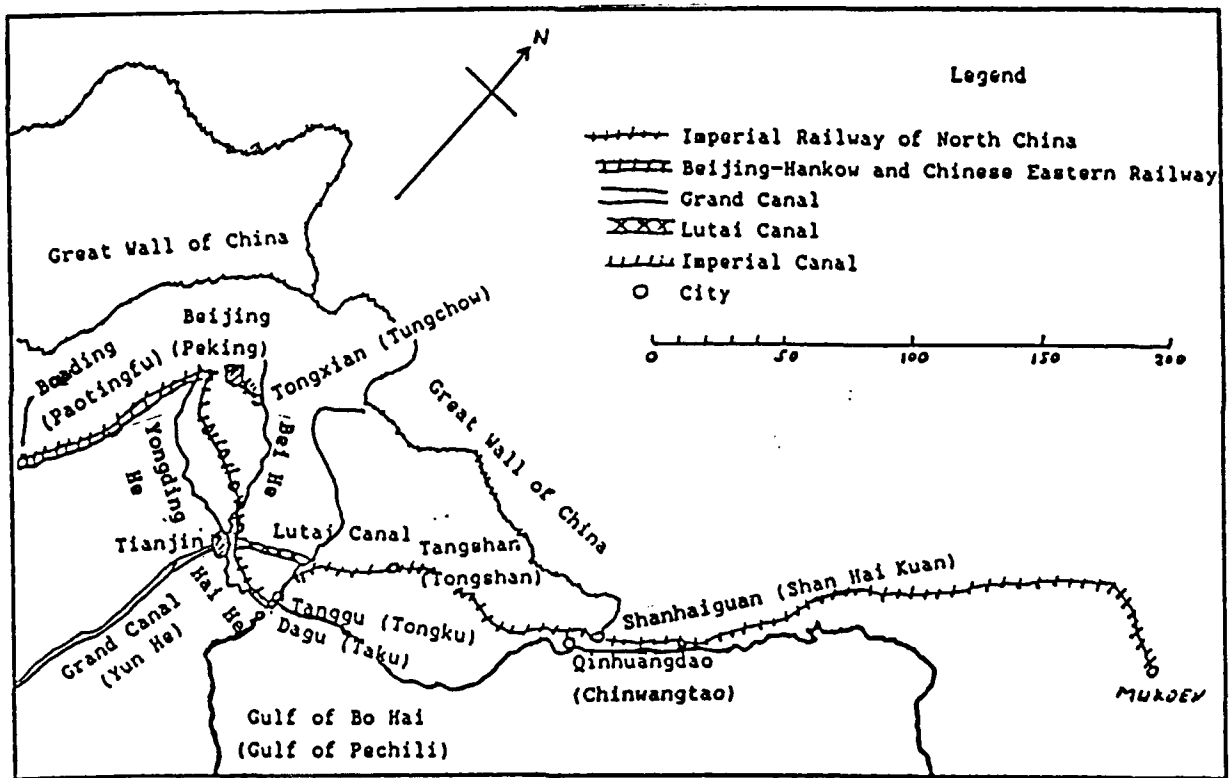 N
Legend
Imperial Railway of North China
Beijing-Hankow and Chinese Eastern Railway
Grand Canal
Lutai Canal
Imperial Canal
City
0 50 100 150 200
Great Wall of China
Beijing
(Peking)
Tongxian (Tungchow)
Boading
(Paotingfu)
Yongding
He
Bei He
Great Wall of China
Tianjin
Lutai Canal
Tangshan
(Tongshan)
Hai He
Grand Canal
(Yun He)
Tanggu (Tongku)
Dagu (Taku)
Shanhaiguan (Shan Hai Kuan)
Qinhuangdao
(Chinwangtao)
MUKDEN
Gulf of Bo Hai
(Gulf of Pechili)